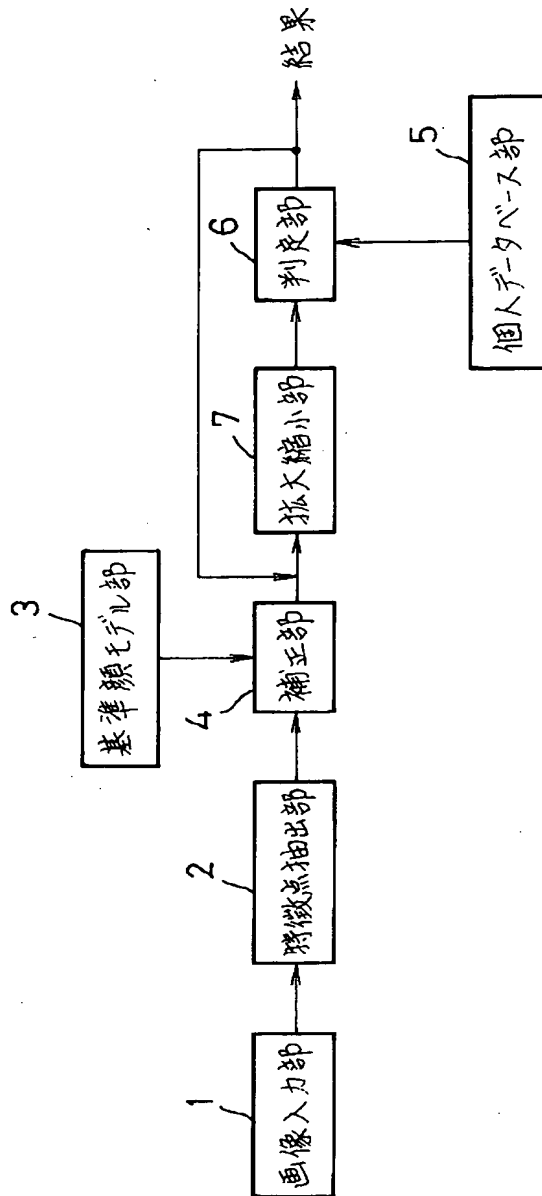 1
画像入力部
2
特徴点抽出部
3
基準顔モデル部
4
補正部
7
拡大縮小部
6
判定部
5
個人データベース部
結果